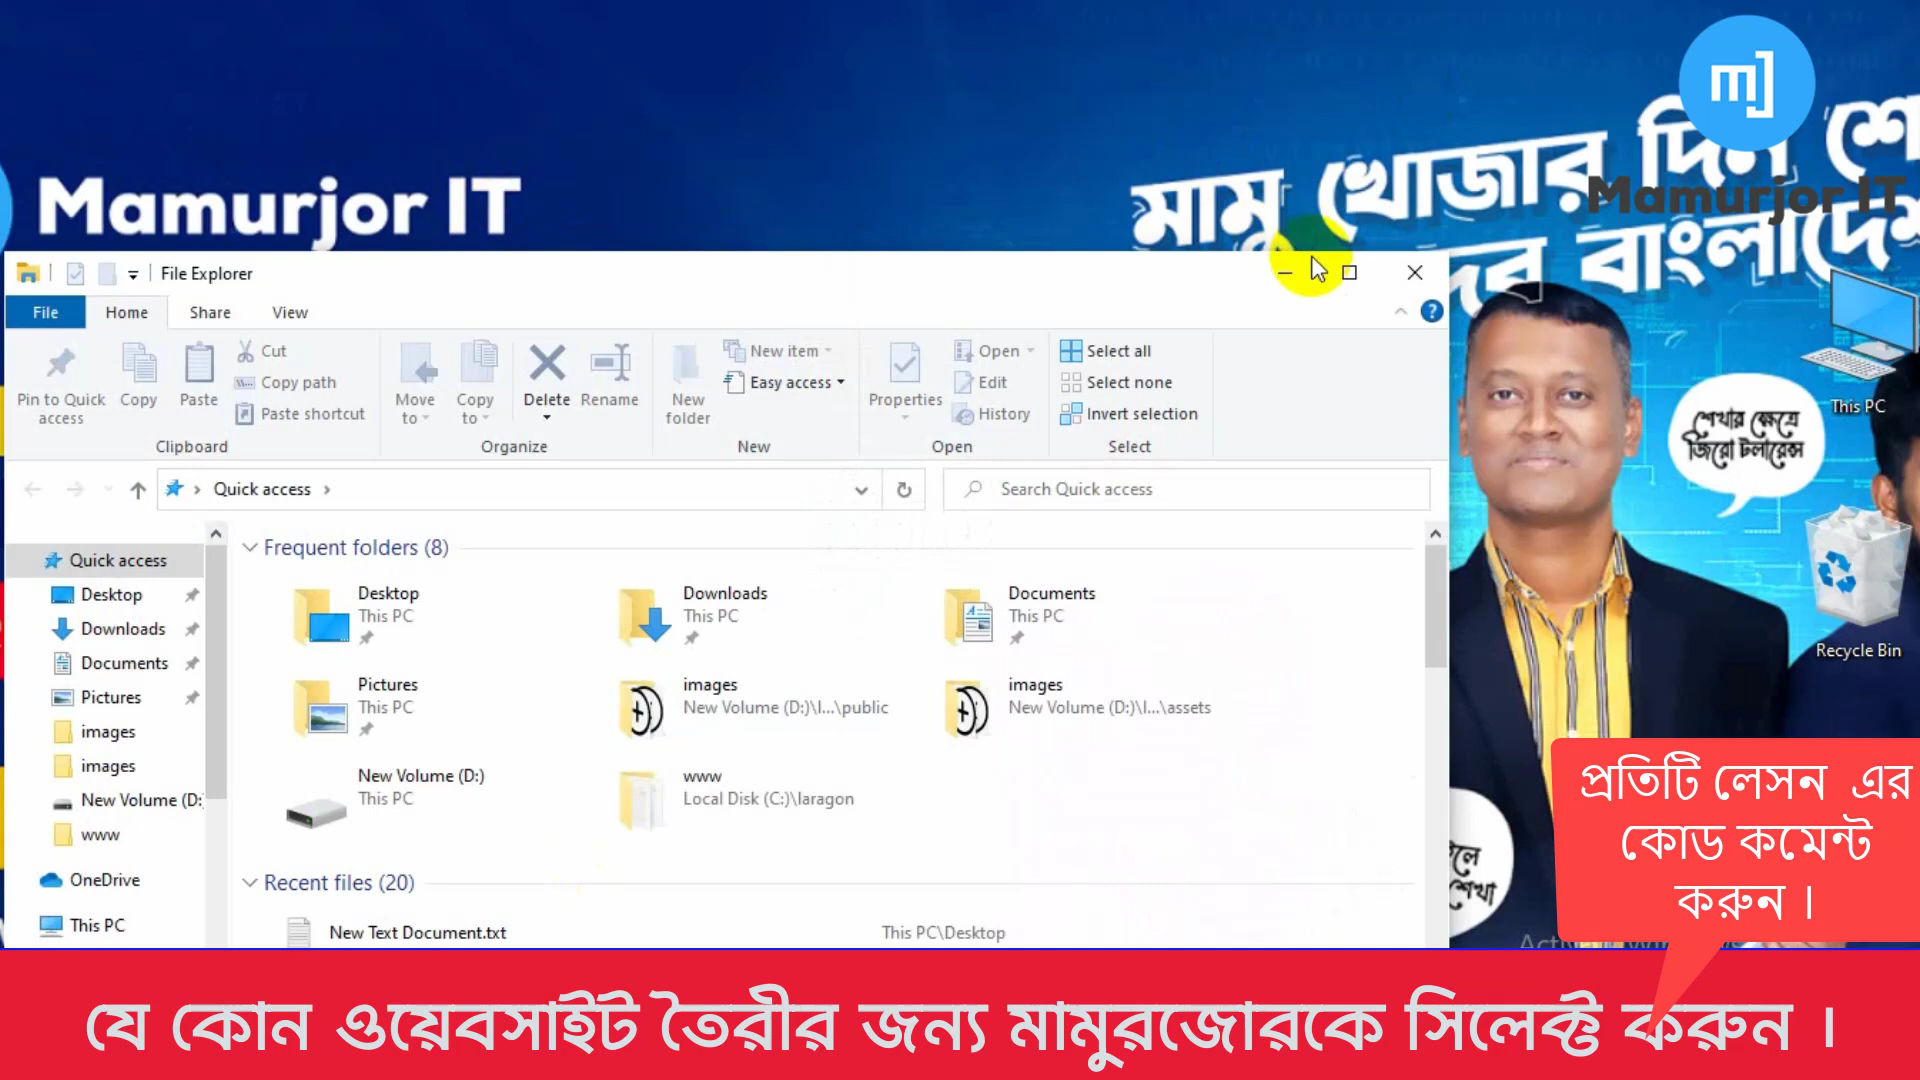 Mamurjor IT
মামু খোজার দিন শে
দের বাংলাদেশ
Mamurjor IT
File Explorer
File Home Share View
Pin to Quick access
Copy
Paste
Cut
Copy path
Paste shortcut
Clipboard
Move to
Copy to
Delete
Rename
Organize
New folder
New item
Easy access
New
Properties
Open
Edit
History
Open
Select all
Select none
Invert selection
Select
Quick access
Search Quick access
Quick access
Desktop
Downloads
Documents
Pictures
images
images
New Volume (D:
www
OneDrive
This PC
Frequent folders (8)
Desktop
This PC
Downloads
This PC
Documents
This PC
Pictures
This PC
images
New Volume (D:)\l...\public
images
New Volume (D:)\l...\assets
New Volume (D:)
This PC
www
Local Disk (C:)\laragon
Recent files (20)
New Text Document.txt This PC\Desktop
This PC
শেখার ক্ষেত্রে
জিরো টলারেন্স
Recycle Bin
প্রতিটি লেসন এর
কোড কমেন্ট
করুন ।
যে কোন ওয়েবসাইট তৈরীর জন্য মামুরজোরকে সিলেক্ট করুন ।